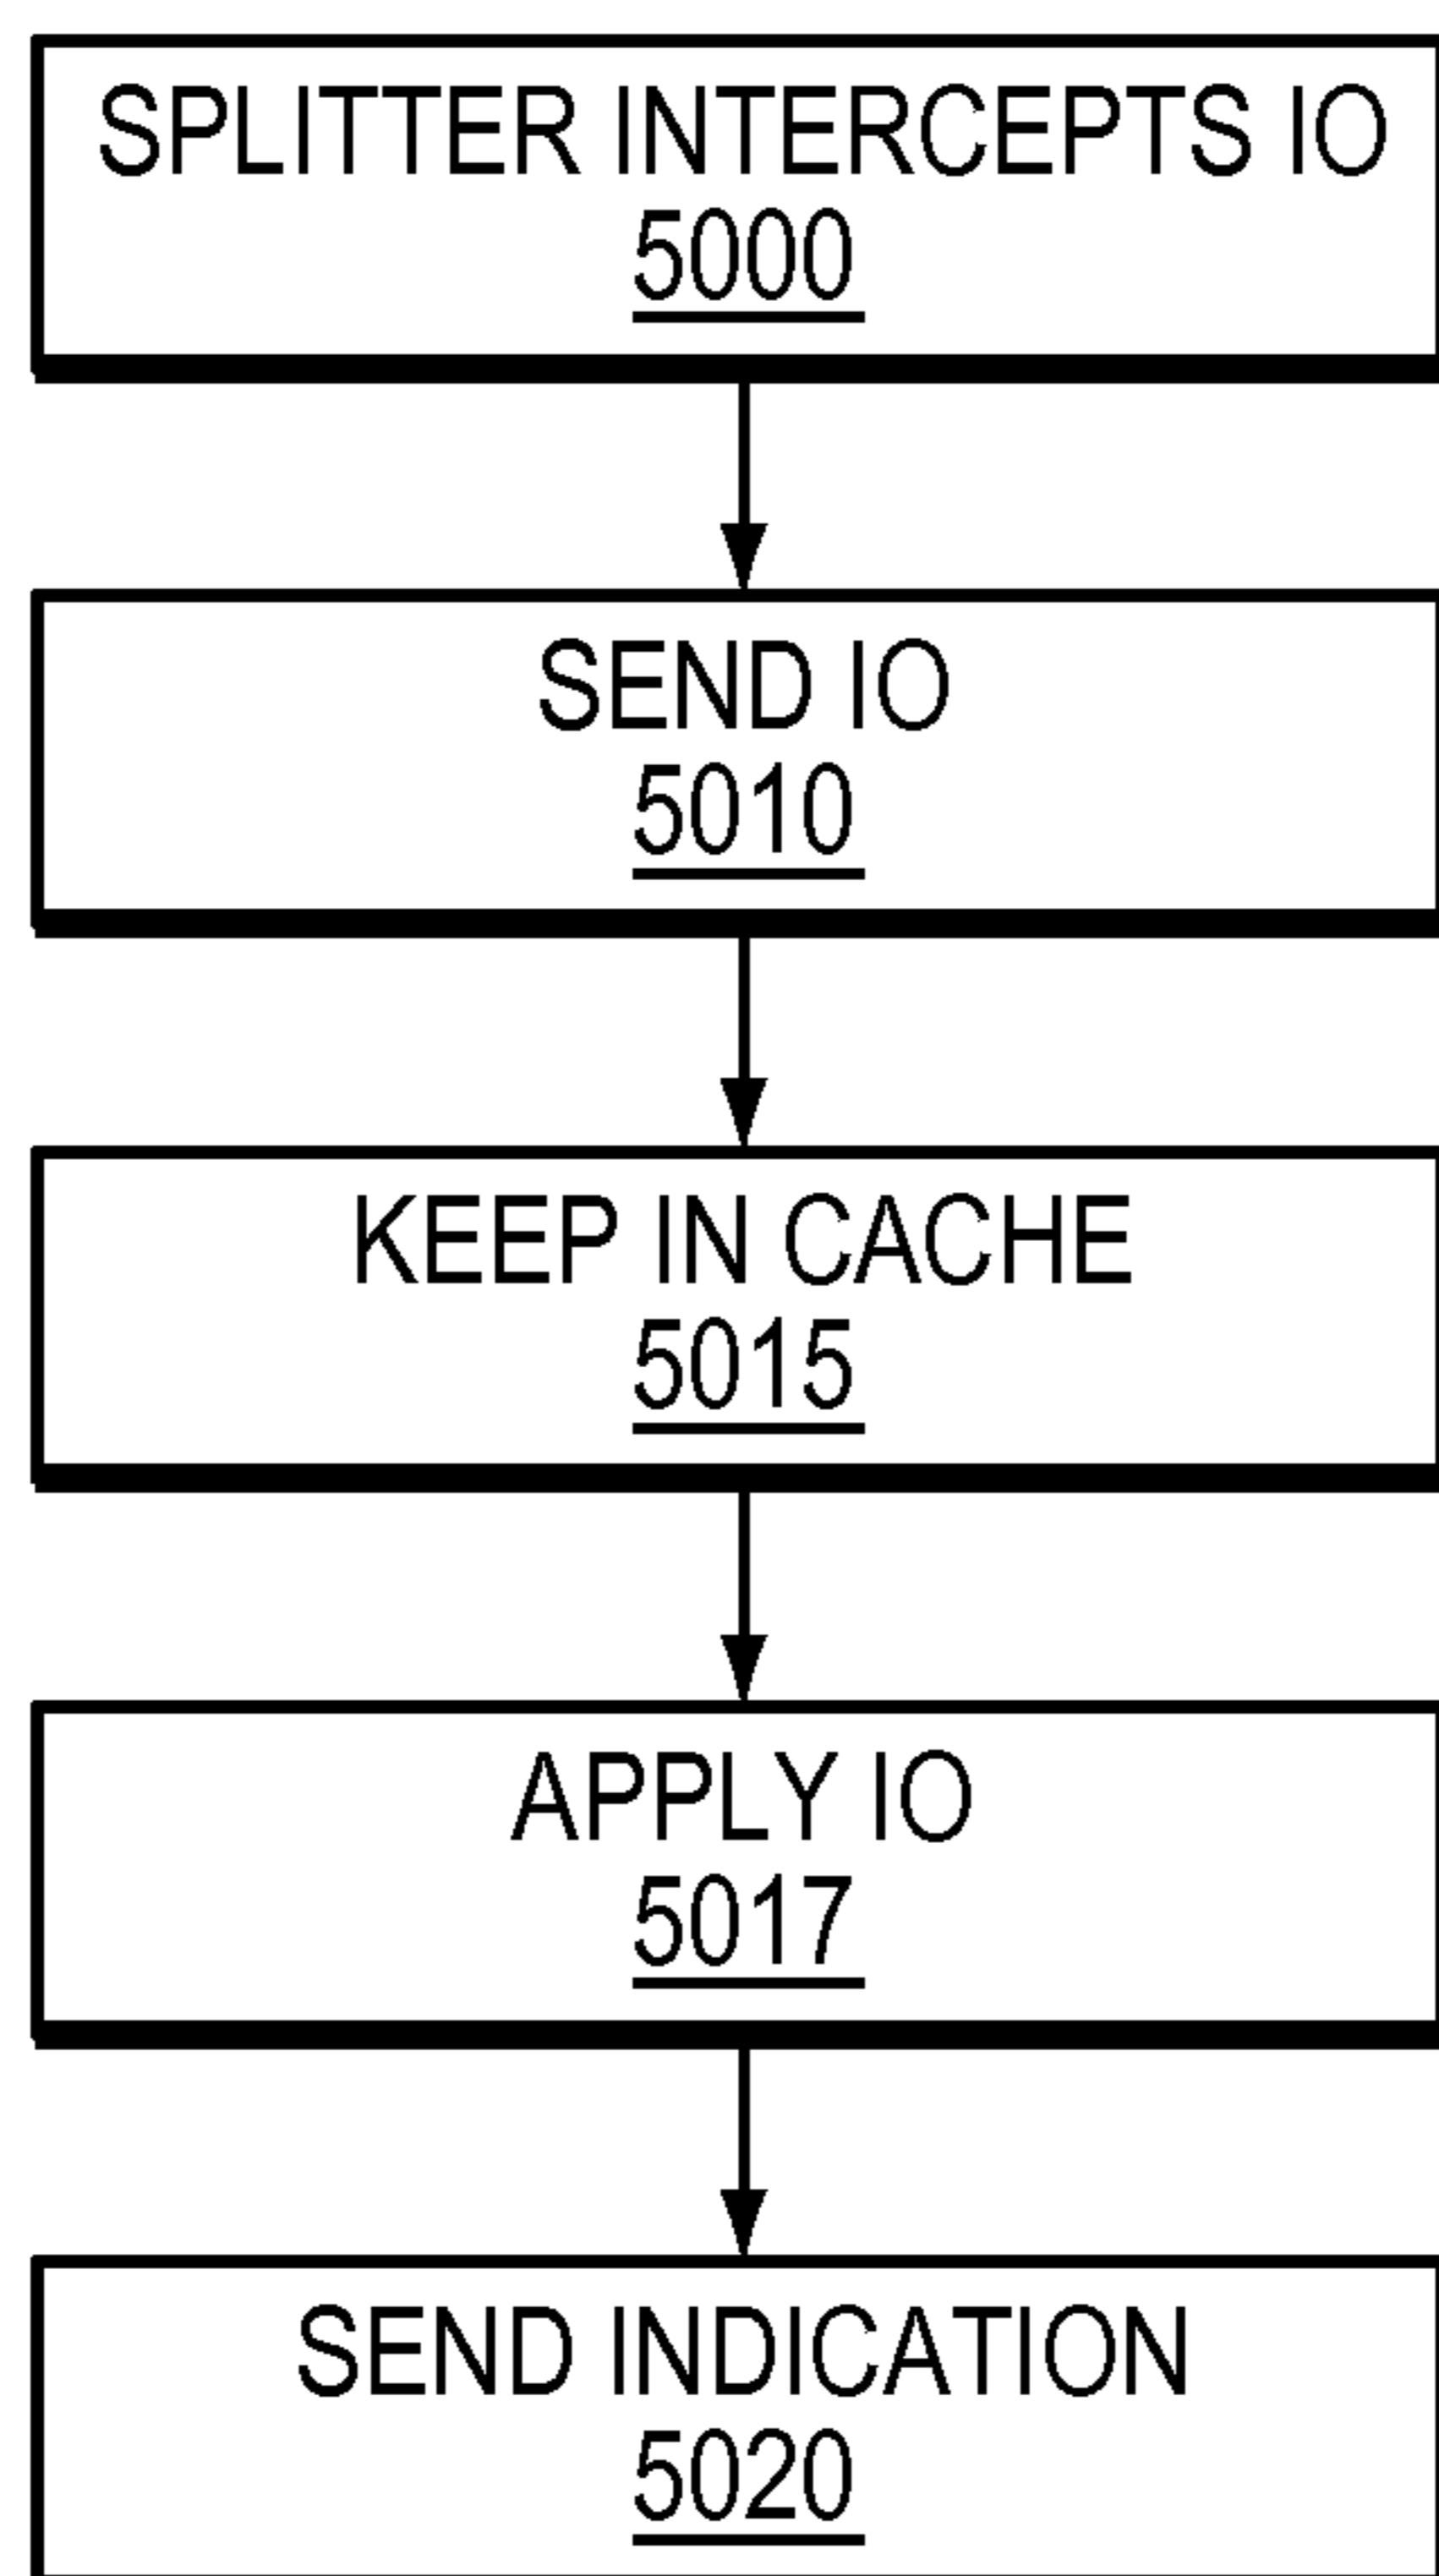 SPLITTER INTERCEPTS IO
5000
SEND IO
5010
KEEP IN CACHE
5015
APPLY IO
5017
SEND INDICATION
5020